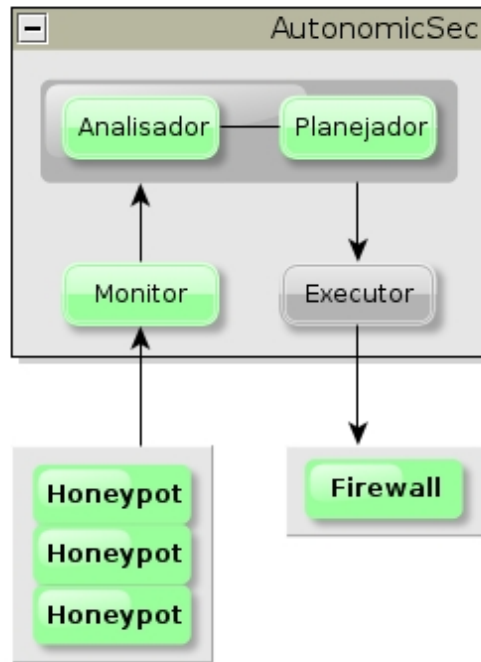 AutonomicSec
Analisador
Planejador
Monitor
Executor
Honeypot
Honeypot
Honeypot
Firewall